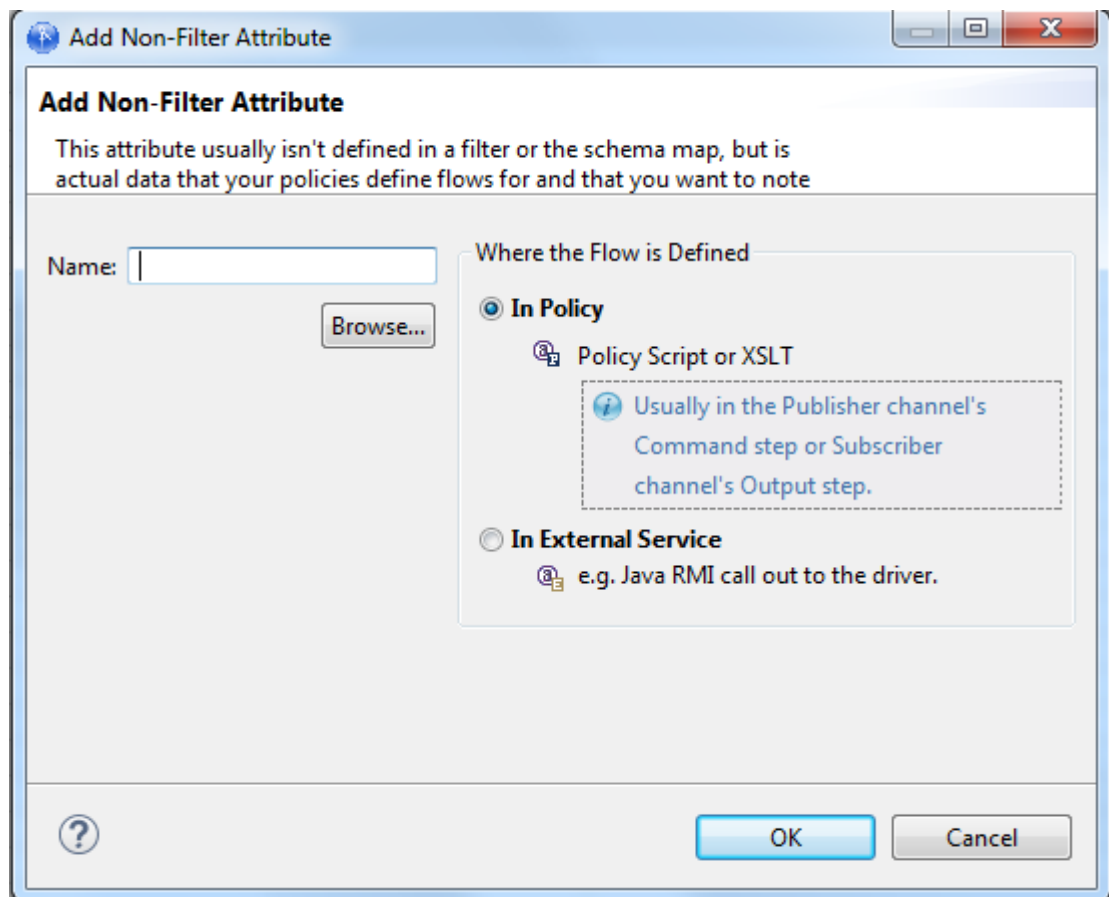 Add Non-Filter Attribute
Add Non-Filter Attribute
This attribute usually isn't defined in a filter or the schema map, but is
actual data that your policies define flows for and that you want to note
Name:
Browse...
Where the Flow is Defined
In Policy
Policy Script or XSLT
Usually in the Publisher channel's
Command step or Subscriber
channel's Output step.
In External Service
e.g. Java RMI call out to the driver.
OK
Cancel